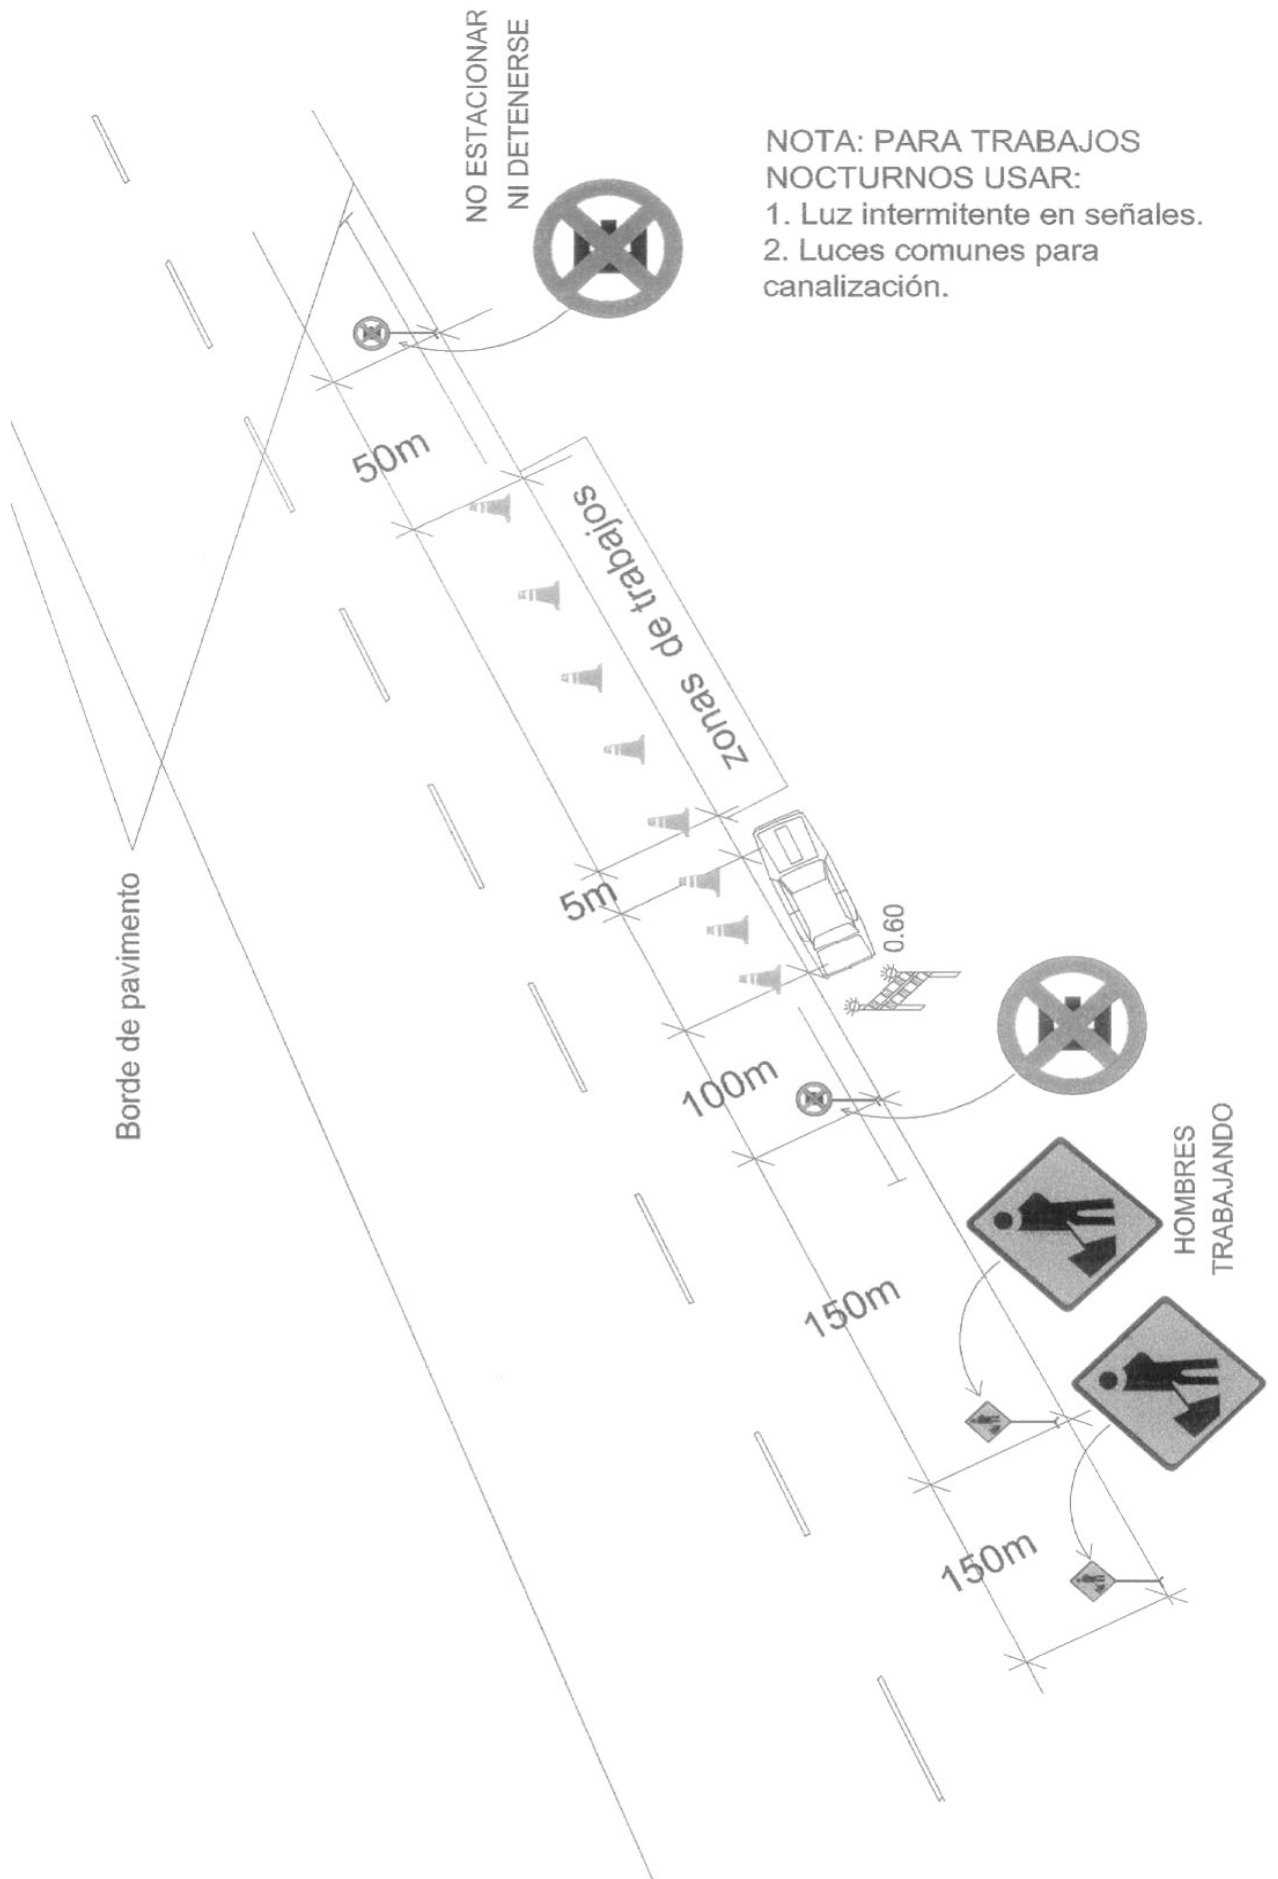 NO ESTACIONAR
NI DETENERSE
NOTA: PARA TRABAJOS
NOCTURNOS USAR:
1. Luz intermitente en señales.
2. Luces comunes para
canalización.
50m
zonas de trabajos
5m
0.60
Borde de pavimento
100m
HOMBRES
TRABAJANDO
150m
150m